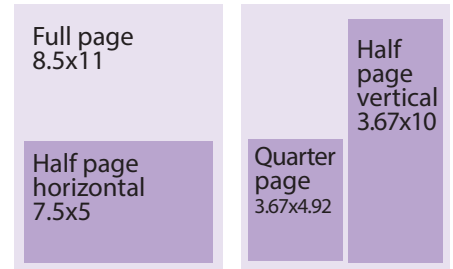 Full page
8.5x11
Half page
horizontal
7.5x5
Quarter
page
3.67x4.92
Half
page
vertical
3.67x10